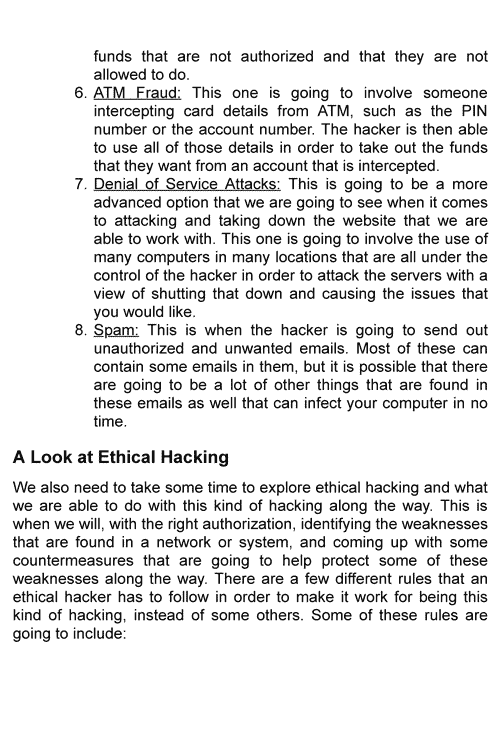 funds that are not authorized and that they are not
allowed to do.
6. ATM Fraud: This one is going to involve someone
intercepting card details from ATM, such as the PIN
number or the account number. The hacker is then able
to use all of those details in order to take out the funds
that they want from an account that is intercepted.
7. Denial of Service Attacks: This is going to be a more
advanced option that we are going to see when it comes
to attacking and taking down the website that we are
able to work with. This one is going to involve the use of
many computers in many locations that are all under the
control of the hacker in order to attack the servers with a
view of shutting that down and causing the issues that
you would like.
8. Spam: This is when the hacker is going to send out
unauthorized and unwanted emails. Most of these can
contain some emails in them, but it is possible that there
are going to be a lot of other things that are found in
these emails as well that can infect your computer in no
time.
A Look at Ethical Hacking
We also need to take some time to explore ethical hacking and what
we are able to do with this kind of hacking along the way. This is
when we will, with the right authorization, identifying the weaknesses
that are found in a network or system, and coming up with some
countermeasures that are going to help protect some of these
weaknesses along the way. There are a few different rules that an
ethical hacker has to follow in order to make it work for being this
kind of hacking, instead of some others. Some of these rules are
going to include: